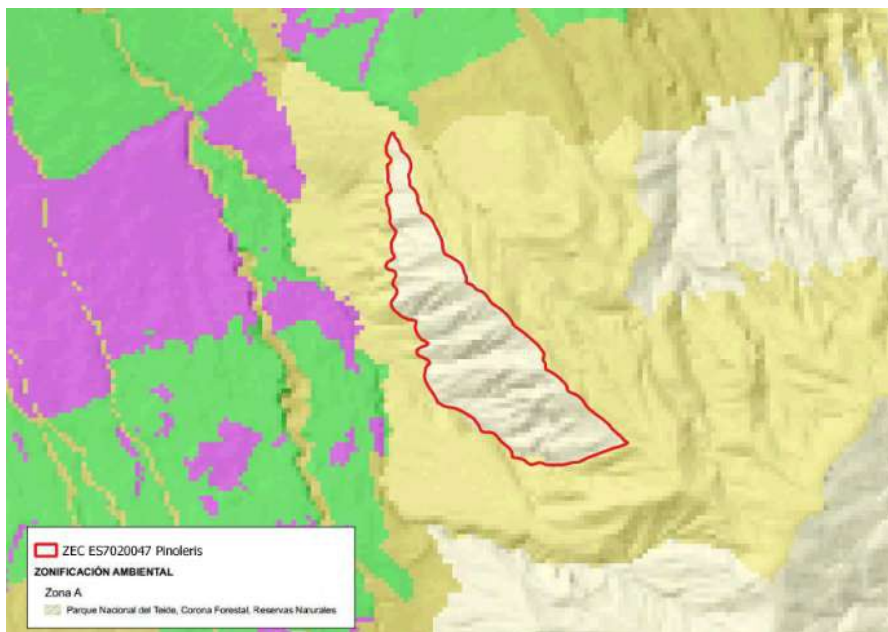 ZEC ES7020047 Pinoleris
ZONIFICACIÓN AMBIENTAL
Zona A
Parque Nacional del Teide, Corona Forestal, Reservas Naturales